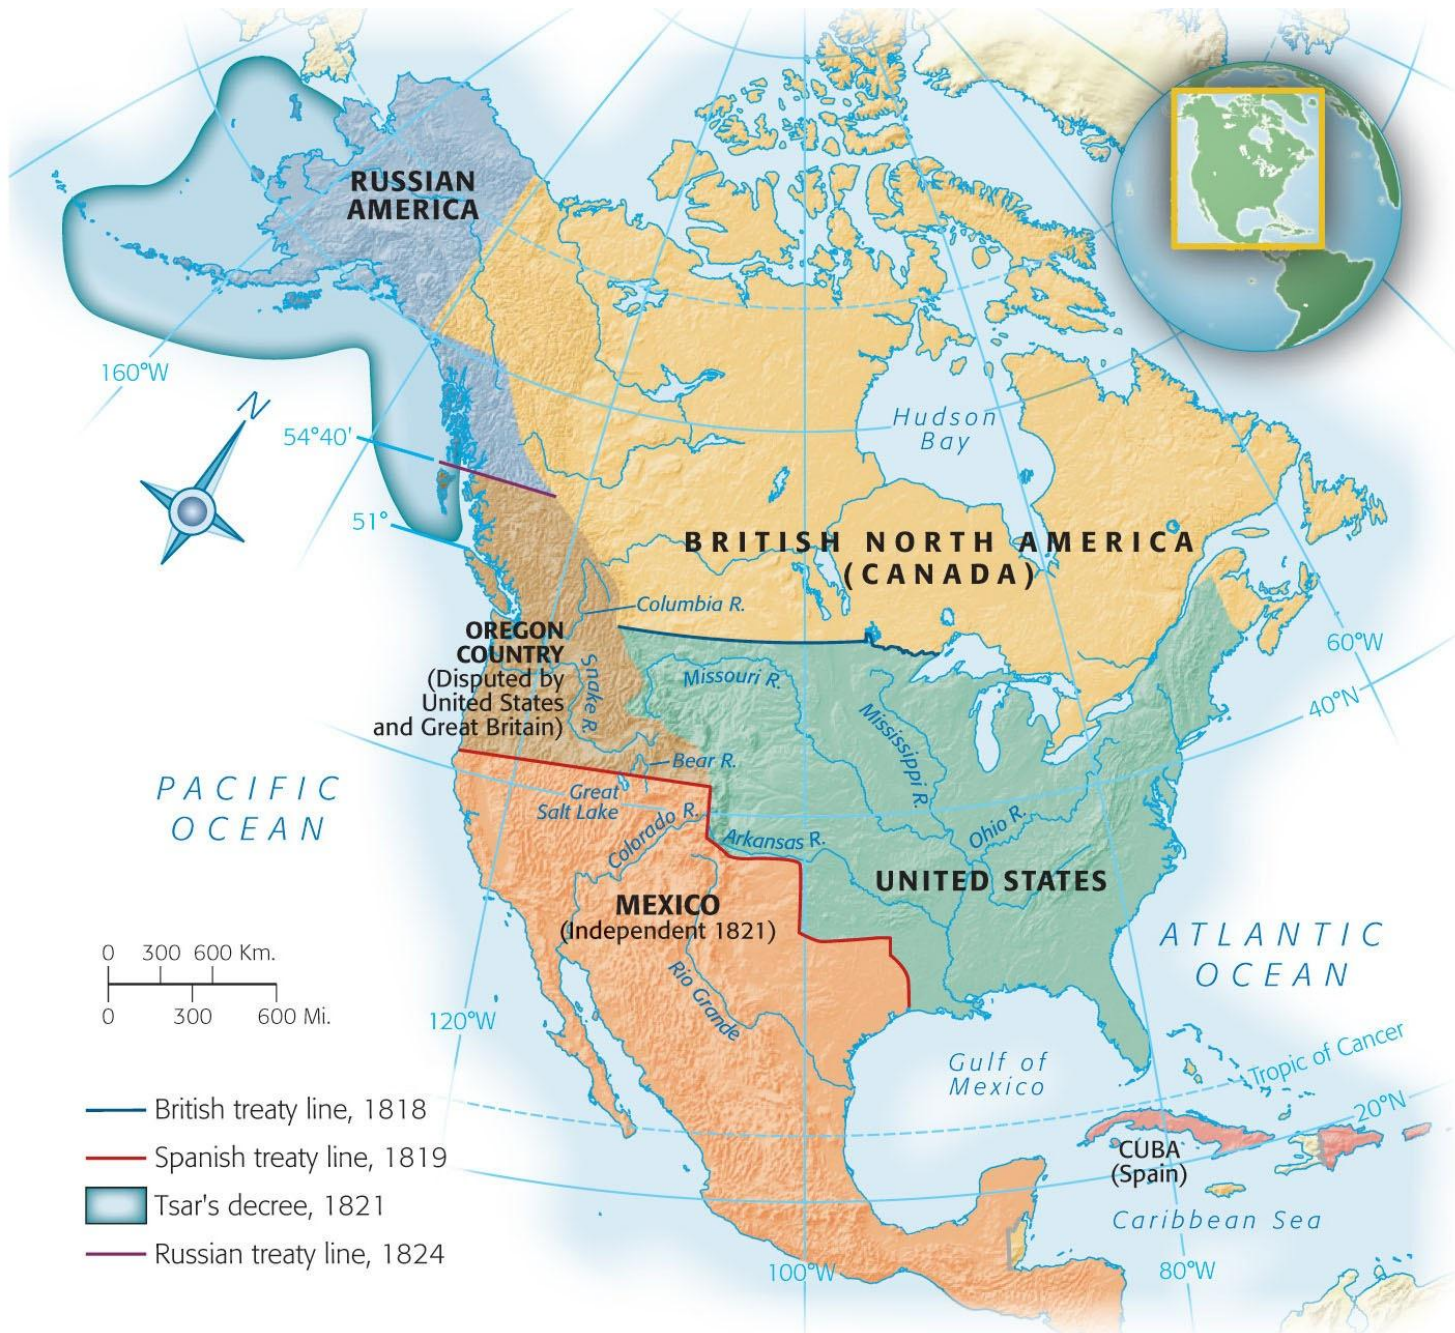 RUSSIAN
AMERICA
160°W
N
54°40'
51°
Hudson
Bay
BRITISH NORTH AMERICA
(CANADA)
Columbia R.
OREGON
COUNTRY
(Disputed by
United States
and Great Britain)
Snake R.
Missouri R.
Mississippi R.
60°W
40°N
Bear R.
Great
Salt Lake
Colorado R.
Arkansas R.
Ohio R.
PACIFIC
OCEAN
UNITED STATES
MEXICO
(Independent 1821)
Rio Grande
ATLANTIC
OCEAN
0 300 600 Km.
0 300 600 Mi.
120°W
Gulf of
Mexico
Tropic of Cancer
20°N
CUBA
(Spain)
Caribbean Sea
100°W
80°W
British treaty line, 1818
Spanish treaty line, 1819
Tsar's decree, 1821
Russian treaty line, 1824